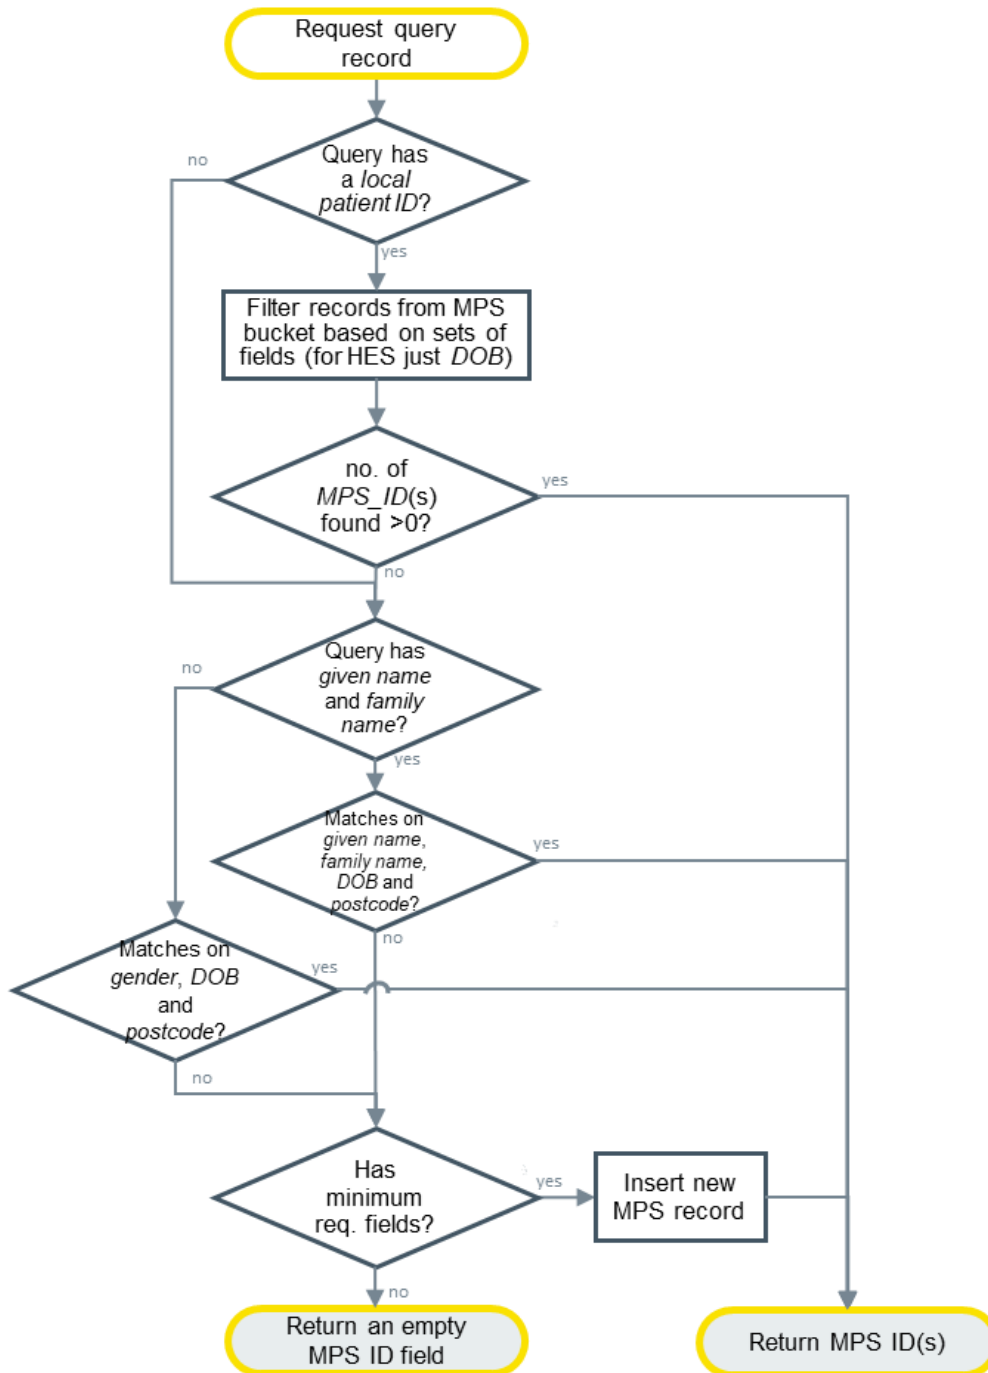 Request query
record
no
Query has
a local
patient ID?
yes
Filter records from MPS
bucket based on sets of
fields (for HES just DOB)
no. of
MPS_ID(s)
found >0?
yes
no
Query has
given name
and family
name?
no
yes
Matches on
given name,
family name,
DOB and
postcode?
yes
no
Matches on
gender, DOB
and
postcode?
yes
no
Has
minimum
req. fields?
yes
Insert new
MPS record
no
Return an empty
MPS ID field
Return MPS ID(s)